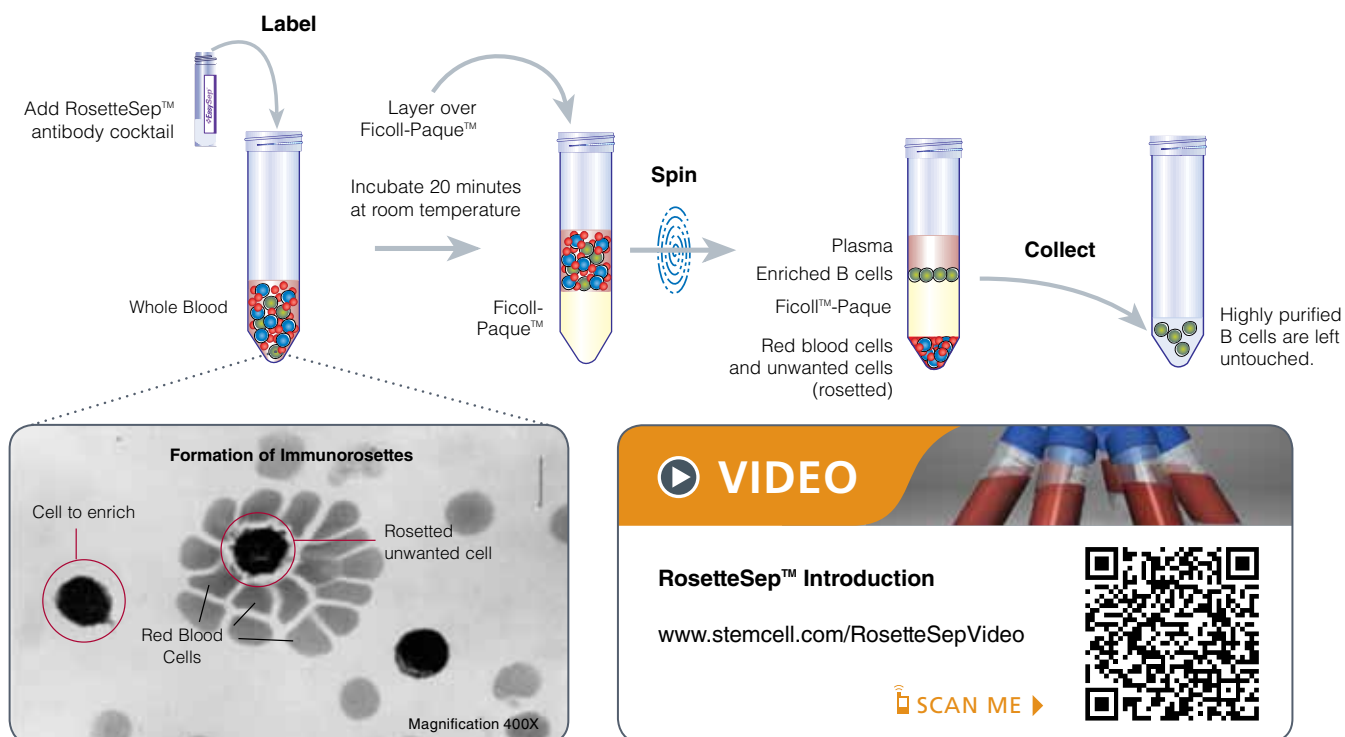 Label
Add RosetteSep™
antibody cocktail
EasySep™
Layer over
Ficoll-Paque™
Incubate 20 minutes
at room temperature
Whole Blood
Ficoll-
Paque™
Spin
Plasma
Enriched B cells
Ficoll™-Paque
Red blood cells
and unwanted cells
(rosetted)
Collect
Highly purified
B cells are left
untouched.
Formation of Immunorosettes
Cell to enrich
Rosetted
unwanted cell
Red Blood
Cells
Magnification 400X
VIDEO
RosetteSep™ Introduction
www.stemcell.com/RosetteSepVideo
SCAN ME